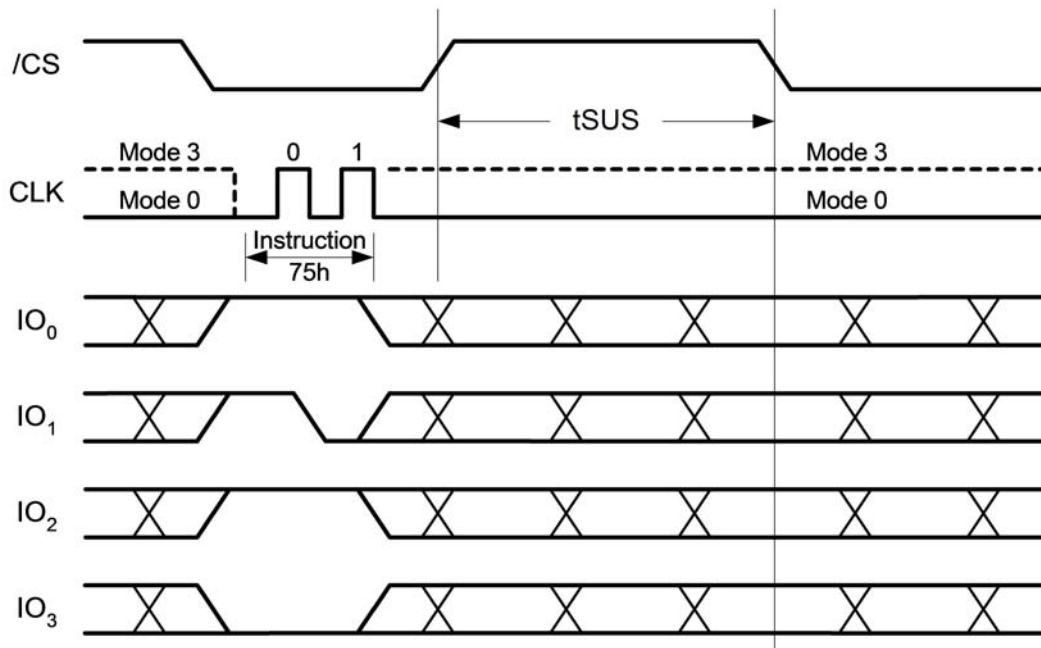 /CS
tSUS
Mode 3 0 1 Mode 3
CLK
Mode 0 Mode 0
Instruction
75h
IO0
IO1
IO2
IO3